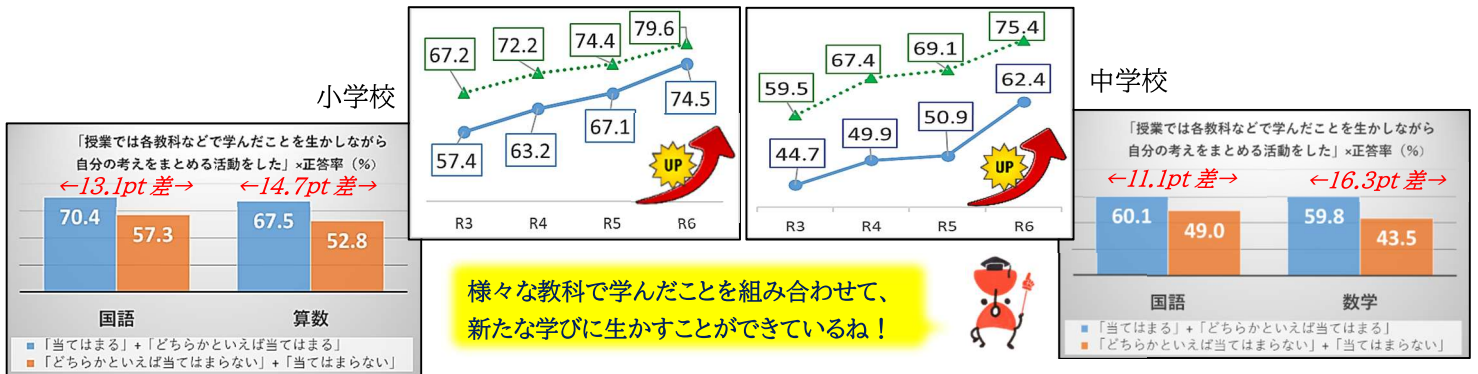 小学校
「授業では各教科などで学んだことを生かしながら
自分の考えをまとめる活動をした」×正答率（%）
←13.1pt 差→
←14.7pt 差→
70.4
57.3
67.5
52.8
国語
算数
■「当てはまる」+「どちらかといえば当てはまる」
■「どちらかといえば当てはまらない」+「当てはまらない」
67.2
72.2
74.4
79.6
57.4
63.2
67.1
74.5
UP
R3
R4
R5
R6
59.5
67.4
69.1
75.4
44.7
49.9
50.9
62.4
UP
R3
R4
R5
R6
様々な教科で学んだことを組み合わせて、
新たな学びに生かすことができているね！
中学校
「授業では各教科などで学んだことを生かしながら
自分の考えをまとめる活動をした」×正答率（%）
←11.1pt 差→
←16.3pt 差→
60.1
49.0
59.8
43.5
国語
数学
■「当てはまる」+「どちらかといえば当てはまる」
■「どちらかといえば当てはまらない」+「当てはまらない」